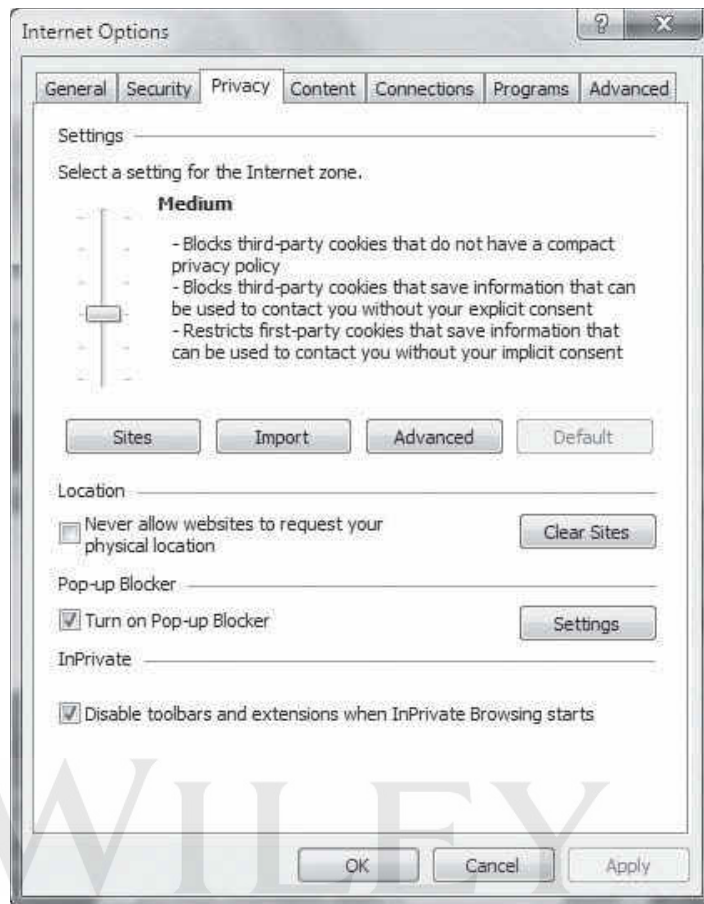 Internet Options
General Security Privacy Content Connections Programs Advanced
Settings
Select a setting for the Internet zone.
Medium
- Blocks third-party cookies that do not have a compact
privacy policy
- Blocks third-party cookies that save information that can
be used to contact you without your explicit consent
- Restricts first-party cookies that save information that
can be used to contact you without your implicit consent
Sites Import Advanced Default
Location
Never allow websites to request your
physical location
Clear Sites
Pop-up Blocker
Turn on Pop-up Blocker
Settings
InPrivate
Disable toolbars and extensions when InPrivate Browsing starts
WILEY
OK Cancel Apply